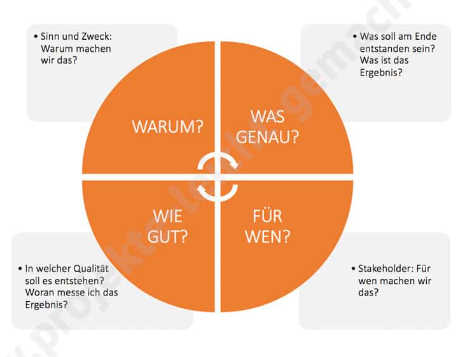 • Sinn und Zweck:
Warum machen
wir das?
• Was soll am Ende
entstanden sein?
Was ist das
Ergebnis?
WARUM?
WAS
GENAU?
WIE
GUT?
FÜR
WEN?
• In welcher Qualität
soll es entstehen?
Woran messe ich das
Ergebnis?
• Stakeholder: Für
wen machen wir
das?